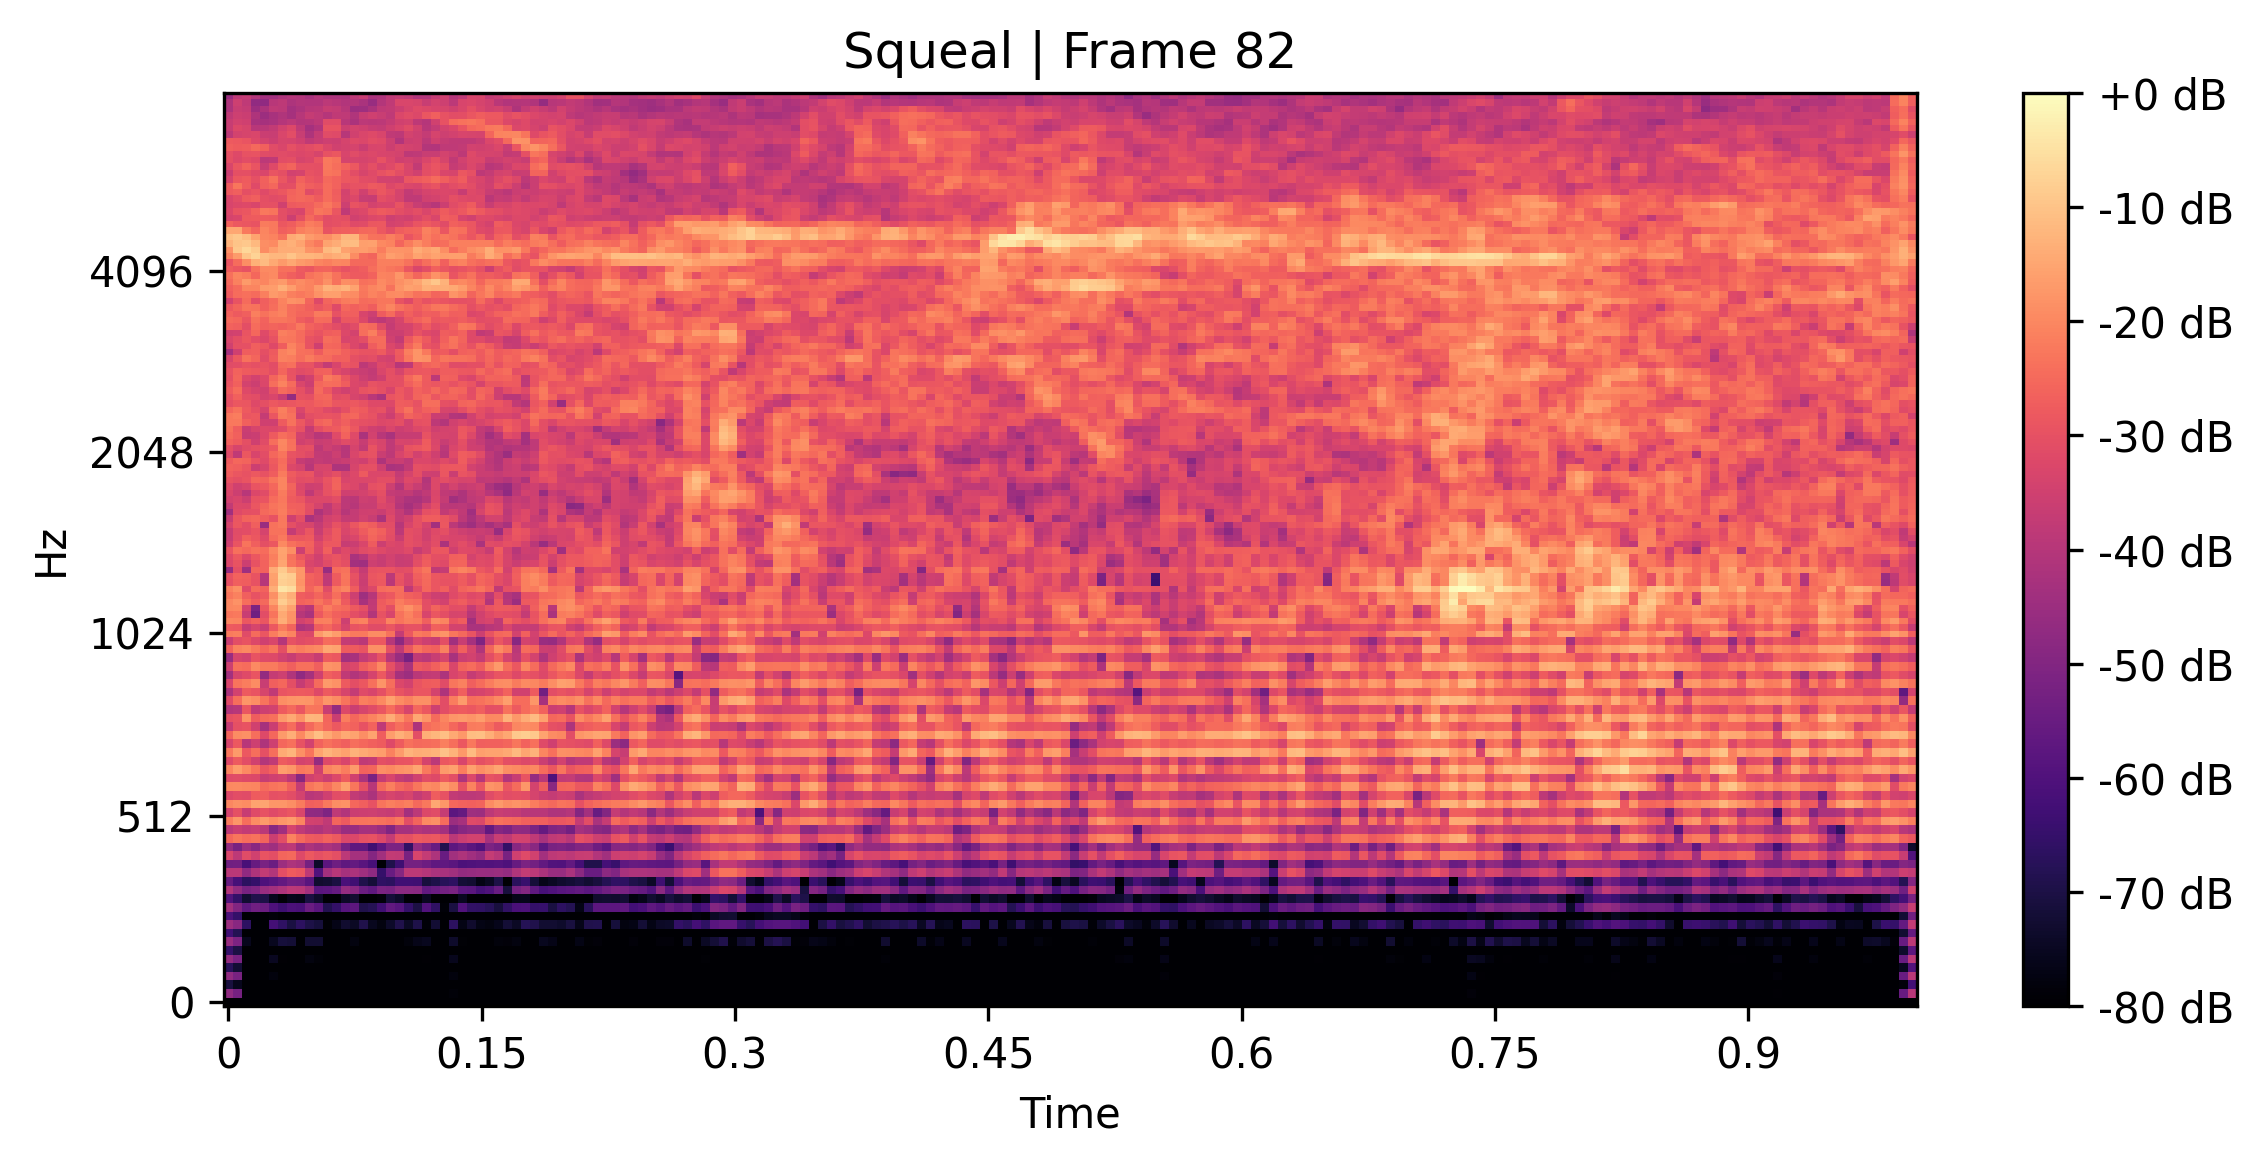 Squeal | Frame 82
Hz
4096
2048
1024
512
0
0
0.15
0.3
0.45
0.6
0.75
0.9
Time
+0 dB
-10 dB
-20 dB
-30 dB
-40 dB
-50 dB
-60 dB
-70 dB
-80 dB